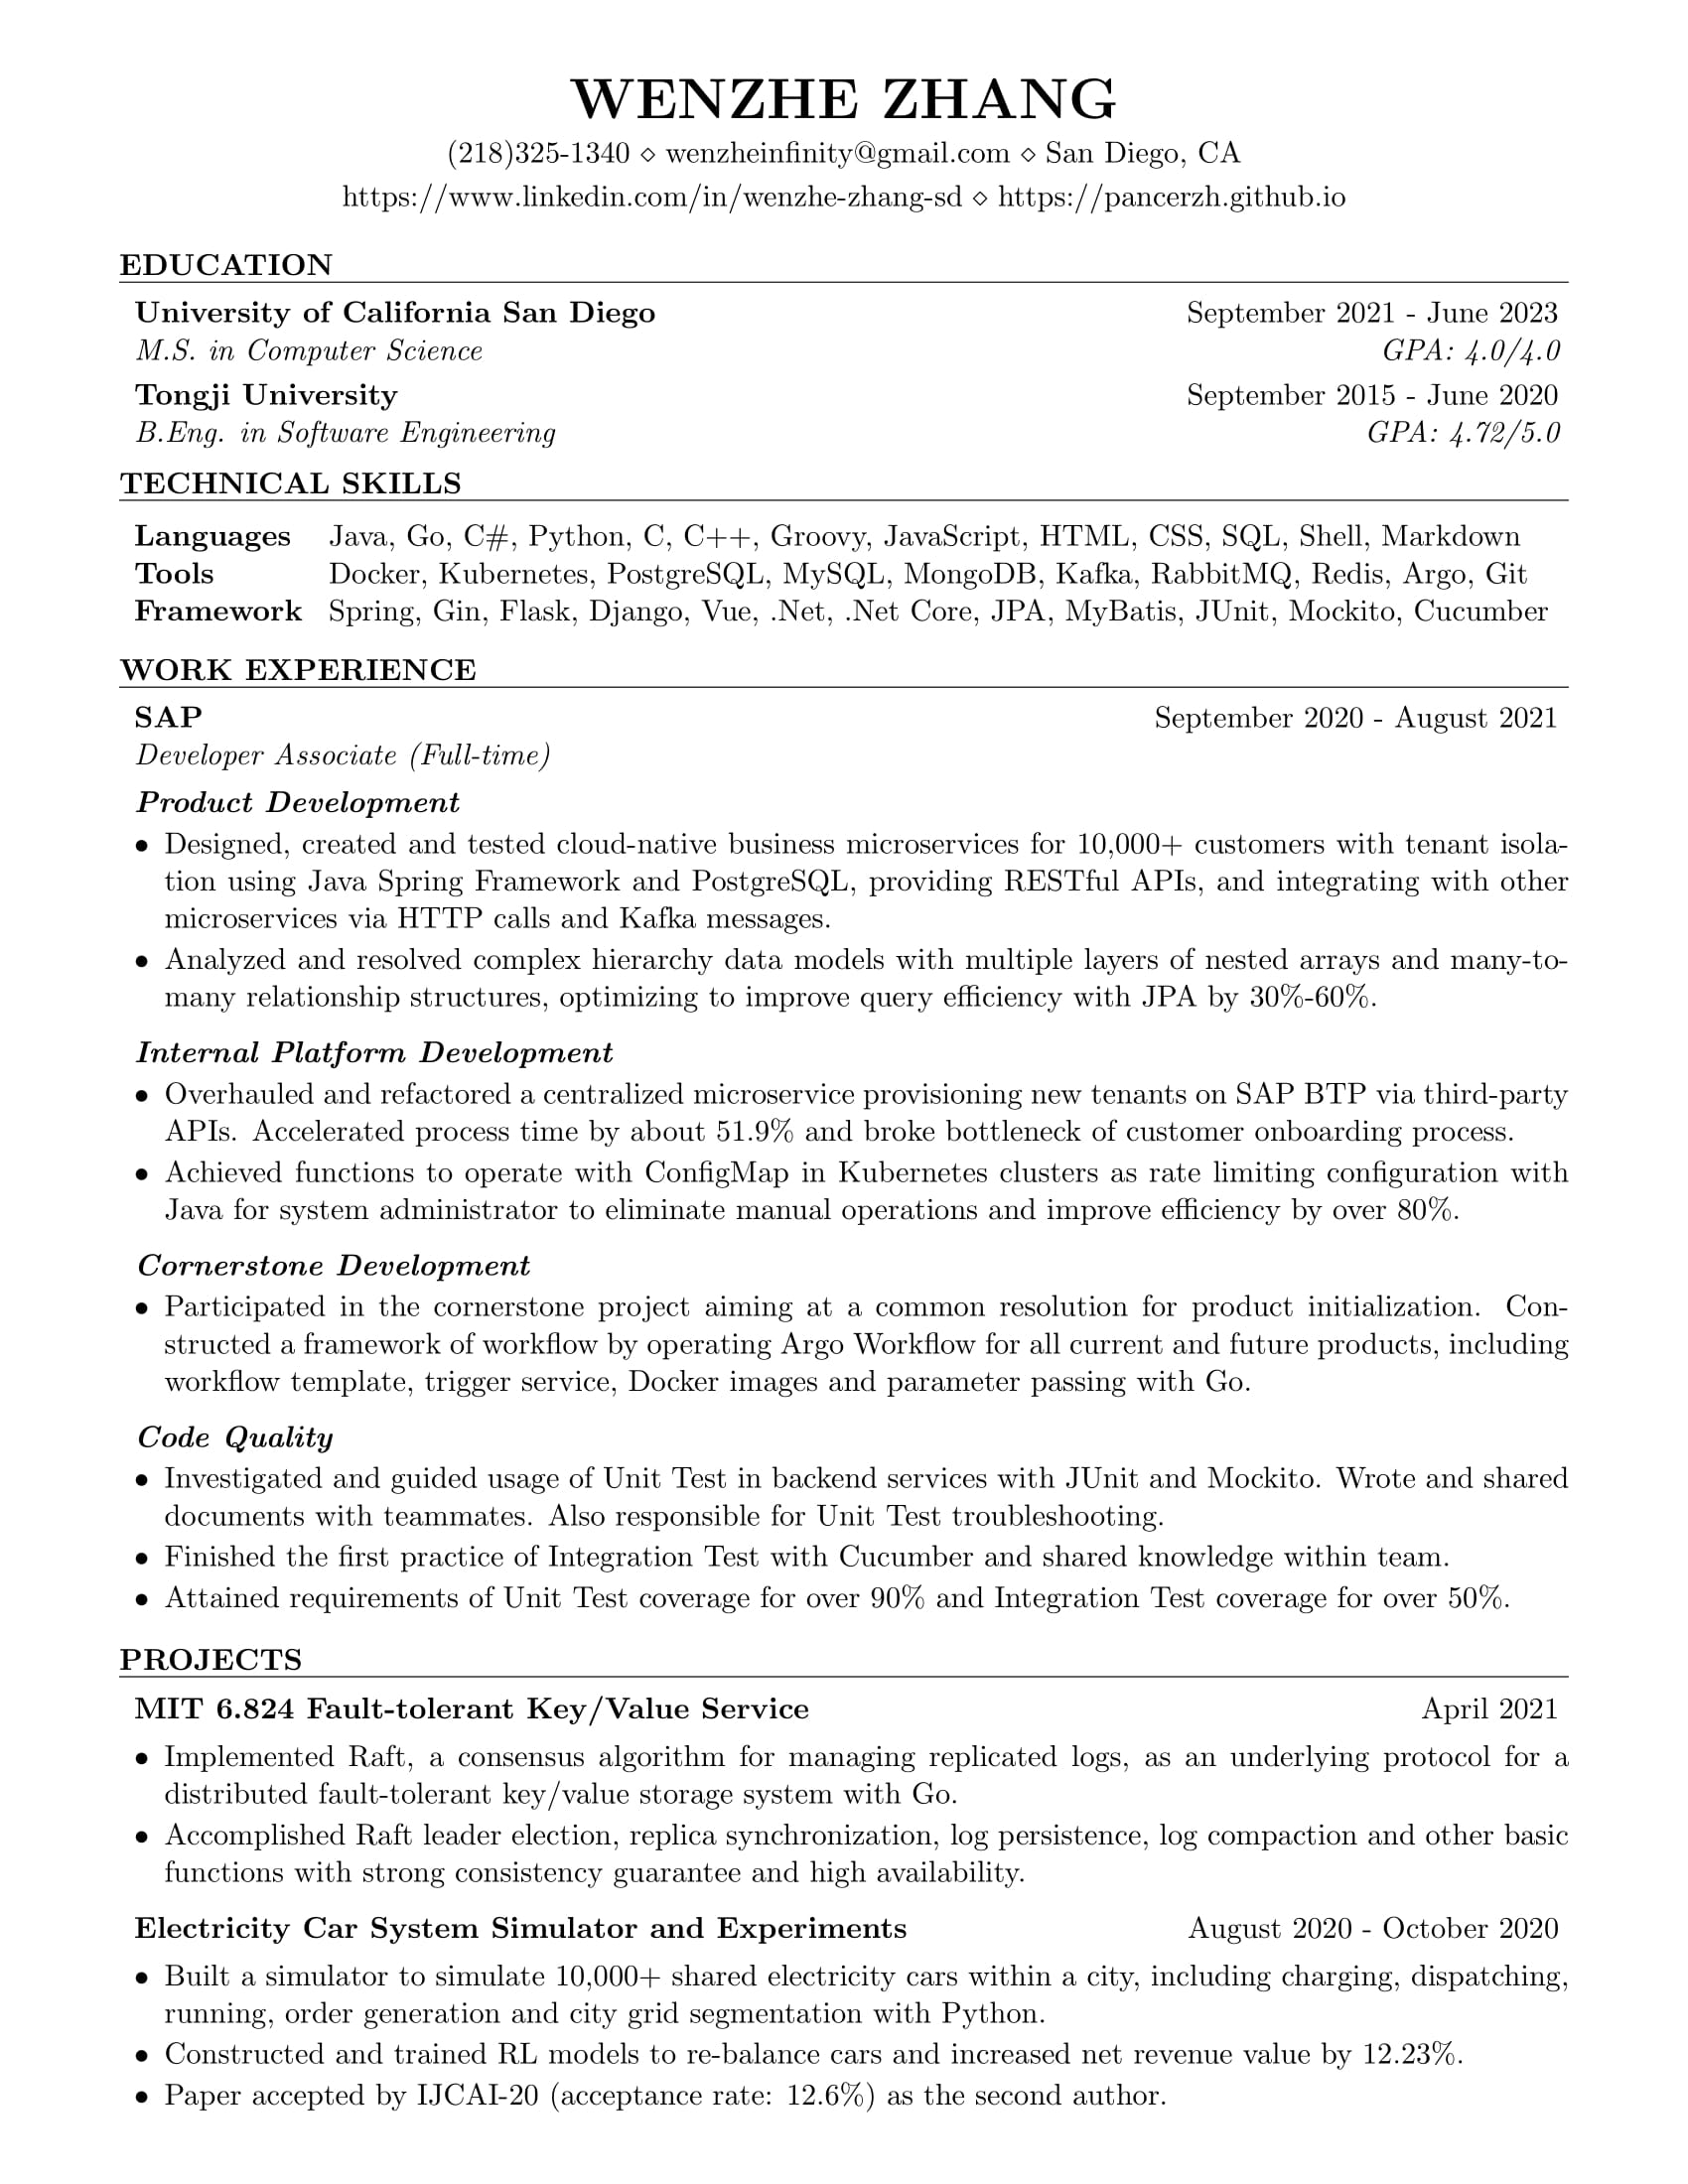 WENZHE ZHANG
(218)325-1340 ⋄ wenzheinfinity@gmail.com ⋄ San Diego, CA
https://www.linkedin.com/in/wenzhe-zhang-sd ⋄ https://pancerzh.github.io
EDUCATION
University of California San Diego September 2021 - June 2023
M.S. in Computer Science GPA: 4.0/4.0
Tongji University September 2015 - June 2020
B.Eng. in Software Engineering GPA: 4.72/5.0
TECHNICAL SKILLS
Languages Java, Go, C#, Python, C, C++, Groovy, JavaScript, HTML, CSS, SQL, Shell, Markdown
Tools Docker, Kubernetes, PostgreSQL, MySQL, MongoDB, Kafka, RabbitMQ, Redis, Argo, Git
Framework Spring, Gin, Flask, Django, Vue, .Net, .Net Core, JPA, MyBatis, JUnit, Mockito, Cucumber
WORK EXPERIENCE
SAP September 2020 - August 2021
Developer Associate (Full-time)
Product Development
• Designed, created and tested cloud-native business microservices for 10,000+ customers with tenant isola-
tion using Java Spring Framework and PostgreSQL, providing RESTful APIs, and integrating with other
microservices via HTTP calls and Kafka messages.
• Analyzed and resolved complex hierarchy data models with multiple layers of nested arrays and many-to-
many relationship structures, optimizing to improve query efficiency with JPA by 30%-60%.
Internal Platform Development
• Overhauled and refactored a centralized microservice provisioning new tenants on SAP BTP via third-party
APIs. Accelerated process time by about 51.9% and broke bottleneck of customer onboarding process.
• Achieved functions to operate with ConfigMap in Kubernetes clusters as rate limiting configuration with
Java for system administrator to eliminate manual operations and improve efficiency by over 80%.
Cornerstone Development
• Participated in the cornerstone project aiming at a common resolution for product initialization. Con-
structed a framework of workflow by operating Argo Workflow for all current and future products, including
workflow template, trigger service, Docker images and parameter passing with Go.
Code Quality
• Investigated and guided usage of Unit Test in backend services with JUnit and Mockito. Wrote and shared
documents with teammates. Also responsible for Unit Test troubleshooting.
• Finished the first practice of Integration Test with Cucumber and shared knowledge within team.
• Attained requirements of Unit Test coverage for over 90% and Integration Test coverage for over 50%.
PROJECTS
MIT 6.824 Fault-tolerant Key/Value Service April 2021
• Implemented Raft, a consensus algorithm for managing replicated logs, as an underlying protocol for a
distributed fault-tolerant key/value storage system with Go.
• Accomplished Raft leader election, replica synchronization, log persistence, log compaction and other basic
functions with strong consistency guarantee and high availability.
Electricity Car System Simulator and Experiments August 2020 - October 2020
• Built a simulator to simulate 10,000+ shared electricity cars within a city, including charging, dispatching,
running, order generation and city grid segmentation with Python.
• Constructed and trained RL models to re-balance cars and increased net revenue value by 12.23%.
• Paper accepted by IJCAI-20 (acceptance rate: 12.6%) as the second author.